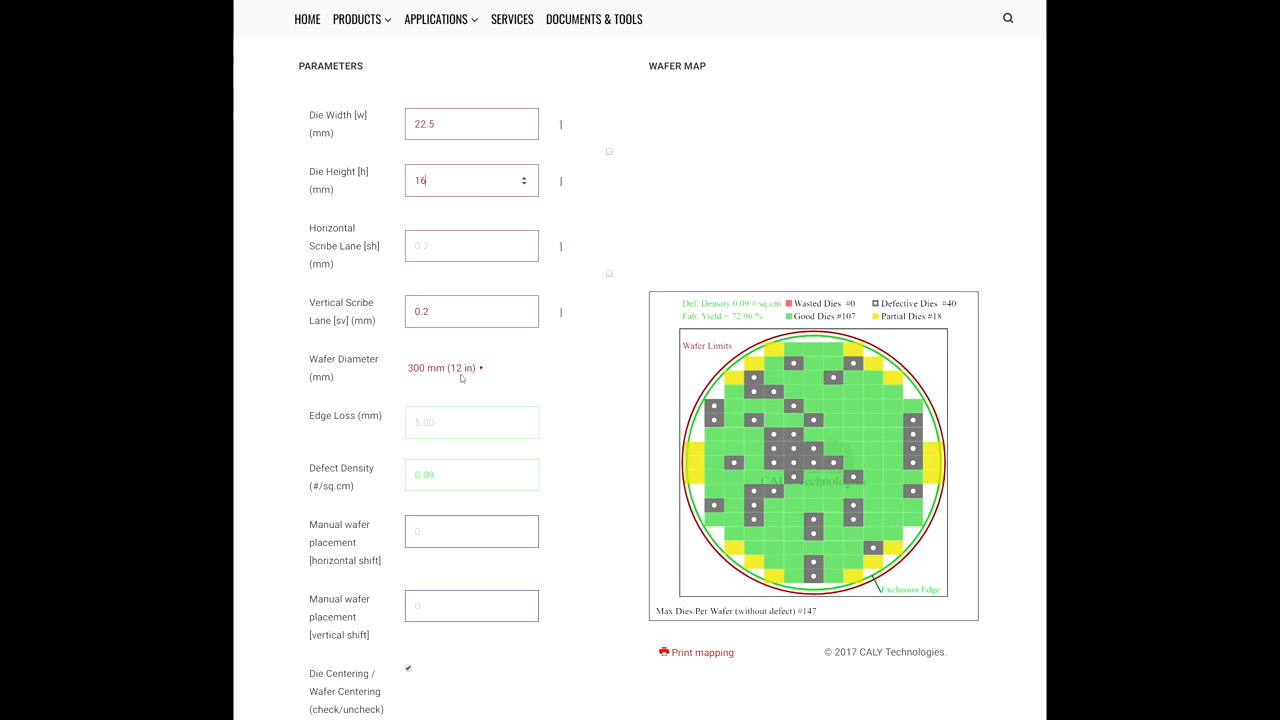 HOME PRODUCTS APPLICATIONS SERVICES DOCUMENTS & TOOLS
PARAMETERS
Die Width [w]
(mm)
22.5
Die Height [h]
(mm)
16
Horizontal
Scribe Lane [sh]
(mm)
0.2
Vertical Scribe
Lane [sv] (mm)
0.2
Wafer Diameter
(mm)
300 mm (12 in)
Edge Loss (mm)
5.00
Defect Density
(#/sq.cm)
0.09
Manual wafer
placement
[horizontal shift]
0
Manual wafer
placement
[vertical shift]
0
Die Centering /
Wafer Centering
(check/uncheck)
WAFER MAP
Def. Density 0.09 #/sq.cm Wasted Dies #0 Defective Dies #40
Fab. Yield = 72.96 % Good Dies #107 Partial Dies #18
Wafer Limits
CALY Technologies
Exclusion Edge
Max Dies Per Wafer (without defect) #147
Print mapping © 2017 CALY Technologies.